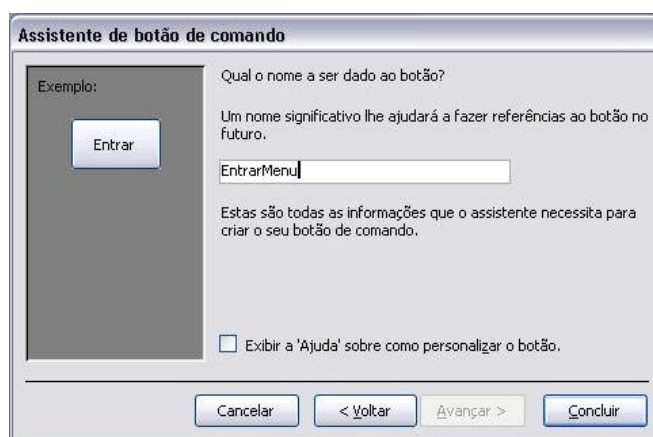 Assistente de botão de comando
Exemplo:
Entrar
Qual o nome a ser dado ao botão?
Um nome significativo lhe ajudará a fazer referências ao botão no
futuro.
EntrarMenu
Estas são todas as informações que o assistente necessita para
criar o seu botão de comando.
Exibir a 'Ajuda' sobre como personalizar o botão.
Cancelar
< Voltar
Avançar >
Concluir